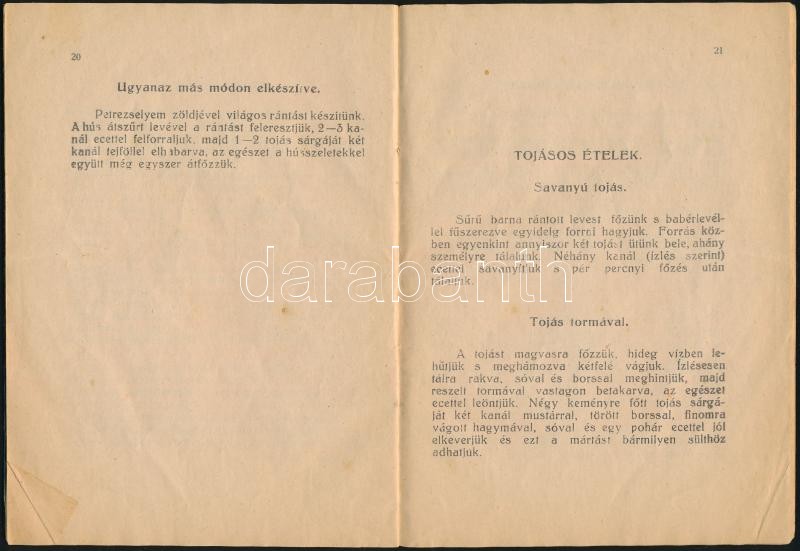 20
Ugyanaz más módon elkészítve.
Petrezselyem zöldjével világos rántást készítünk.
A hús átszűrt levével a rántást feleresztjük, 2—3 ka-
nál ecettel felforraljuk, majd 1—2 tojás sárgáját két
kanál tejföllel elhabarva, az egészet a hússzeletekkel
együtt még egyszer átfőzzük.
21
TOJÁSOS ÉTELEK.
Savanyú tojás.
Sűrű barna rántott levest főzünk s babérlevél-
lel fűszerezve egyideig forrni hagyjuk. Forrás köz-
ben egyenkint annyiszor két tojást ütünk bele, ahány
személyre tálalunk. Néhány kanál (ízlés szerint)
ecettel savanyítjuk s pár percnyi főzés után
tálaljuk.
Tojás tormával.
A tojást magvasra főzzük, hideg vízben le-
hűtjük s meghámozva kétfelé vágjuk. Ízlésesen
tálra rakva, sóval és borssal meghintjük, majd
reszelt tormával vastagon betakarva, az egészet
ecettel leöntjük. Négy keményre főtt tojás sárgá-
ját két kanál mustárral, törött borssal, finomra
vágott hagymával, sóval és egy pohár ecettel jól
elkeverjük és ezt a mártást bármilyen sülthöz
adhatjuk.
darabanth